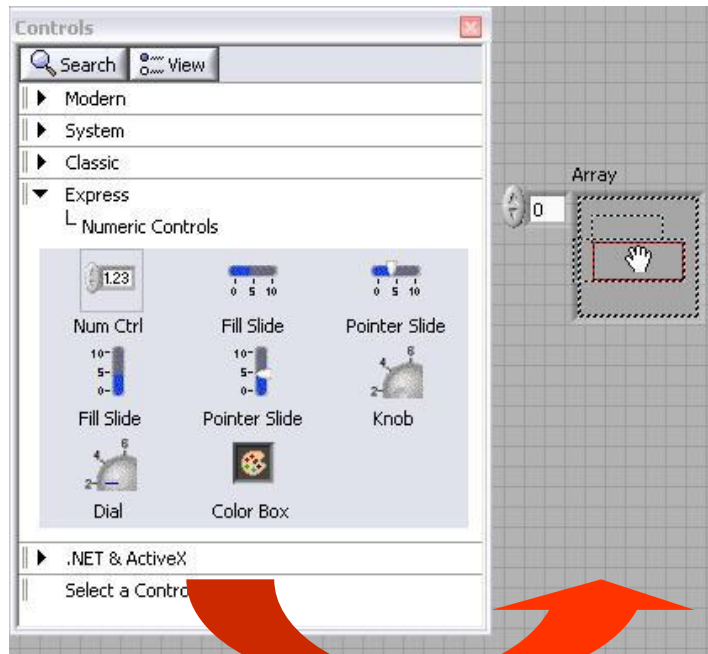 Controls
Search View
Modern
System
Classic
Express
Numeric Controls
1.23
0 5 10
0 5 10
Num Ctrl Fill Slide Pointer Slide
10-
5-
0-
10-
5-
0-
2 4 6
Fill Slide Pointer Slide Knob
2 4 6
Dial Color Box
.NET & ActiveX
Select a Contro
Array
0